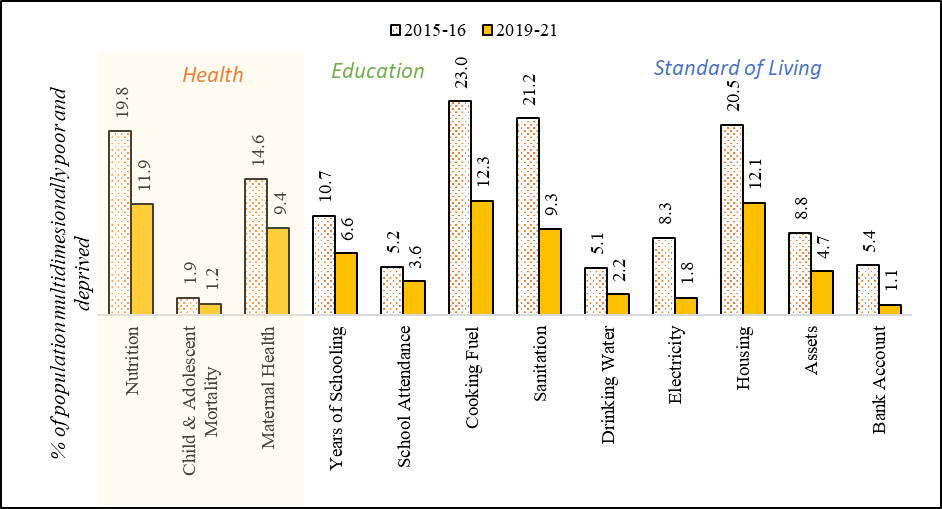 2015-16 2019-21
Health Education Standard of Living
% of population multidimesionally poor and
deprived
19.8
11.9
1.9
1.2
14.6
9.4
10.7
6.6
5.2
3.6
23.0
12.3
21.2
9.3
5.1
2.2
8.3
1.8
20.5
12.1
8.8
4.7
5.4
1.1
Nutrition
Child & Adolescent
Mortality
Maternal Health
Years of Schooling
School Attendance
Cooking Fuel
Sanitation
Drinking Water
Electricity
Housing
Assets
Bank Account